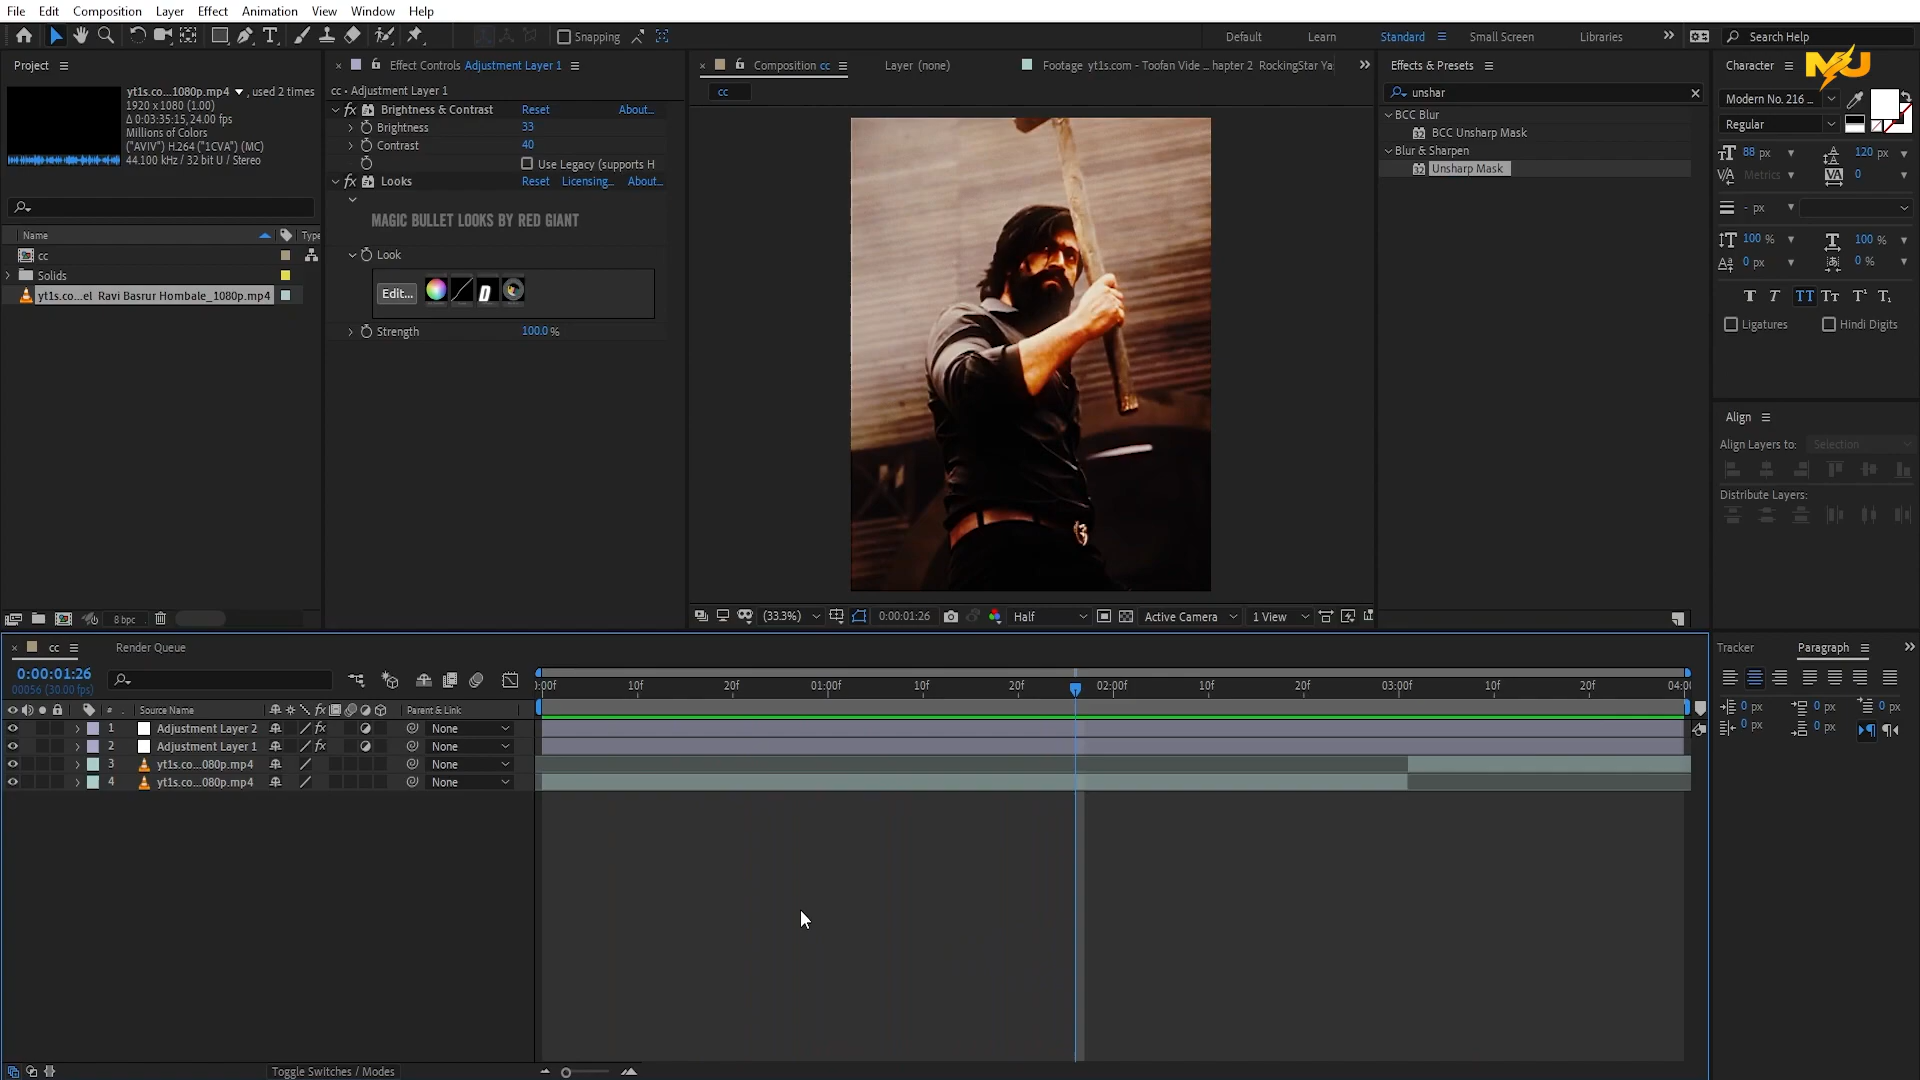 File Edit Composition Layer Effect Animation View Window Help
Snapping
Default Learn Standard Small Screen Libraries
Search Help
MJ
Project
yt1s.co...1080p.mp4 , used 2 times
1920 x 1080 (1.00)
Δ 0:03:35:15, 24.00 fps
Millions of Colors
("AVIV") H.264 ("1CVA") (MC)
44.100 kHz / 32 bit U / Stereo
Name Type
cc
Solids
yt1s.co...el Ravi Basrur Hombale_1080p.mp4
8 bpc
Effect Controls Adjustment Layer 1
cc • Adjustment Layer 1
fx Brightness & Contrast Reset About...
Brightness 33
Contrast 40
Use Legacy (supports H
fx Looks Reset Licensing... About...
MAGIC BULLET LOOKS BY RED GIANT
Look
Edit...
Strength 100.0 %
Composition cc
Layer (none)
Footage yt1s.com - Toofan Vide _ hapter 2 RockingStar Ya
cc
(33.3%) 0:00:01:26 Half Active Camera 1 View
Effects & Presets
unshar
BCC Blur
BCC Unsharp Mask
Blur & Sharpen
Unsharp Mask
Character
Modern No. 216 ...
Regular
88 px 120 px
Metrics 0
- px
100 % 100 %
0 px 0 %
Ligatures Hindi Digits
Align
Align Layers to: Selection
Distribute Layers:
Tracker Paragraph
0 px 0 px 0 px
0 px 0 px
cc
Render Queue
0:00:01:26
00056 (30.00 fps)
# Source Name fx Parent & Link
1 Adjustment Layer 2 fx None
2 Adjustment Layer 1 fx None
3 yt1s.co...080p.mp4 None
4 yt1s.co...080p.mp4 None
):00f 10f 20f 01:00f 10f 20f 02:00f 10f 20f 03:00f 10f 20f 04:0
Toggle Switches / Modes